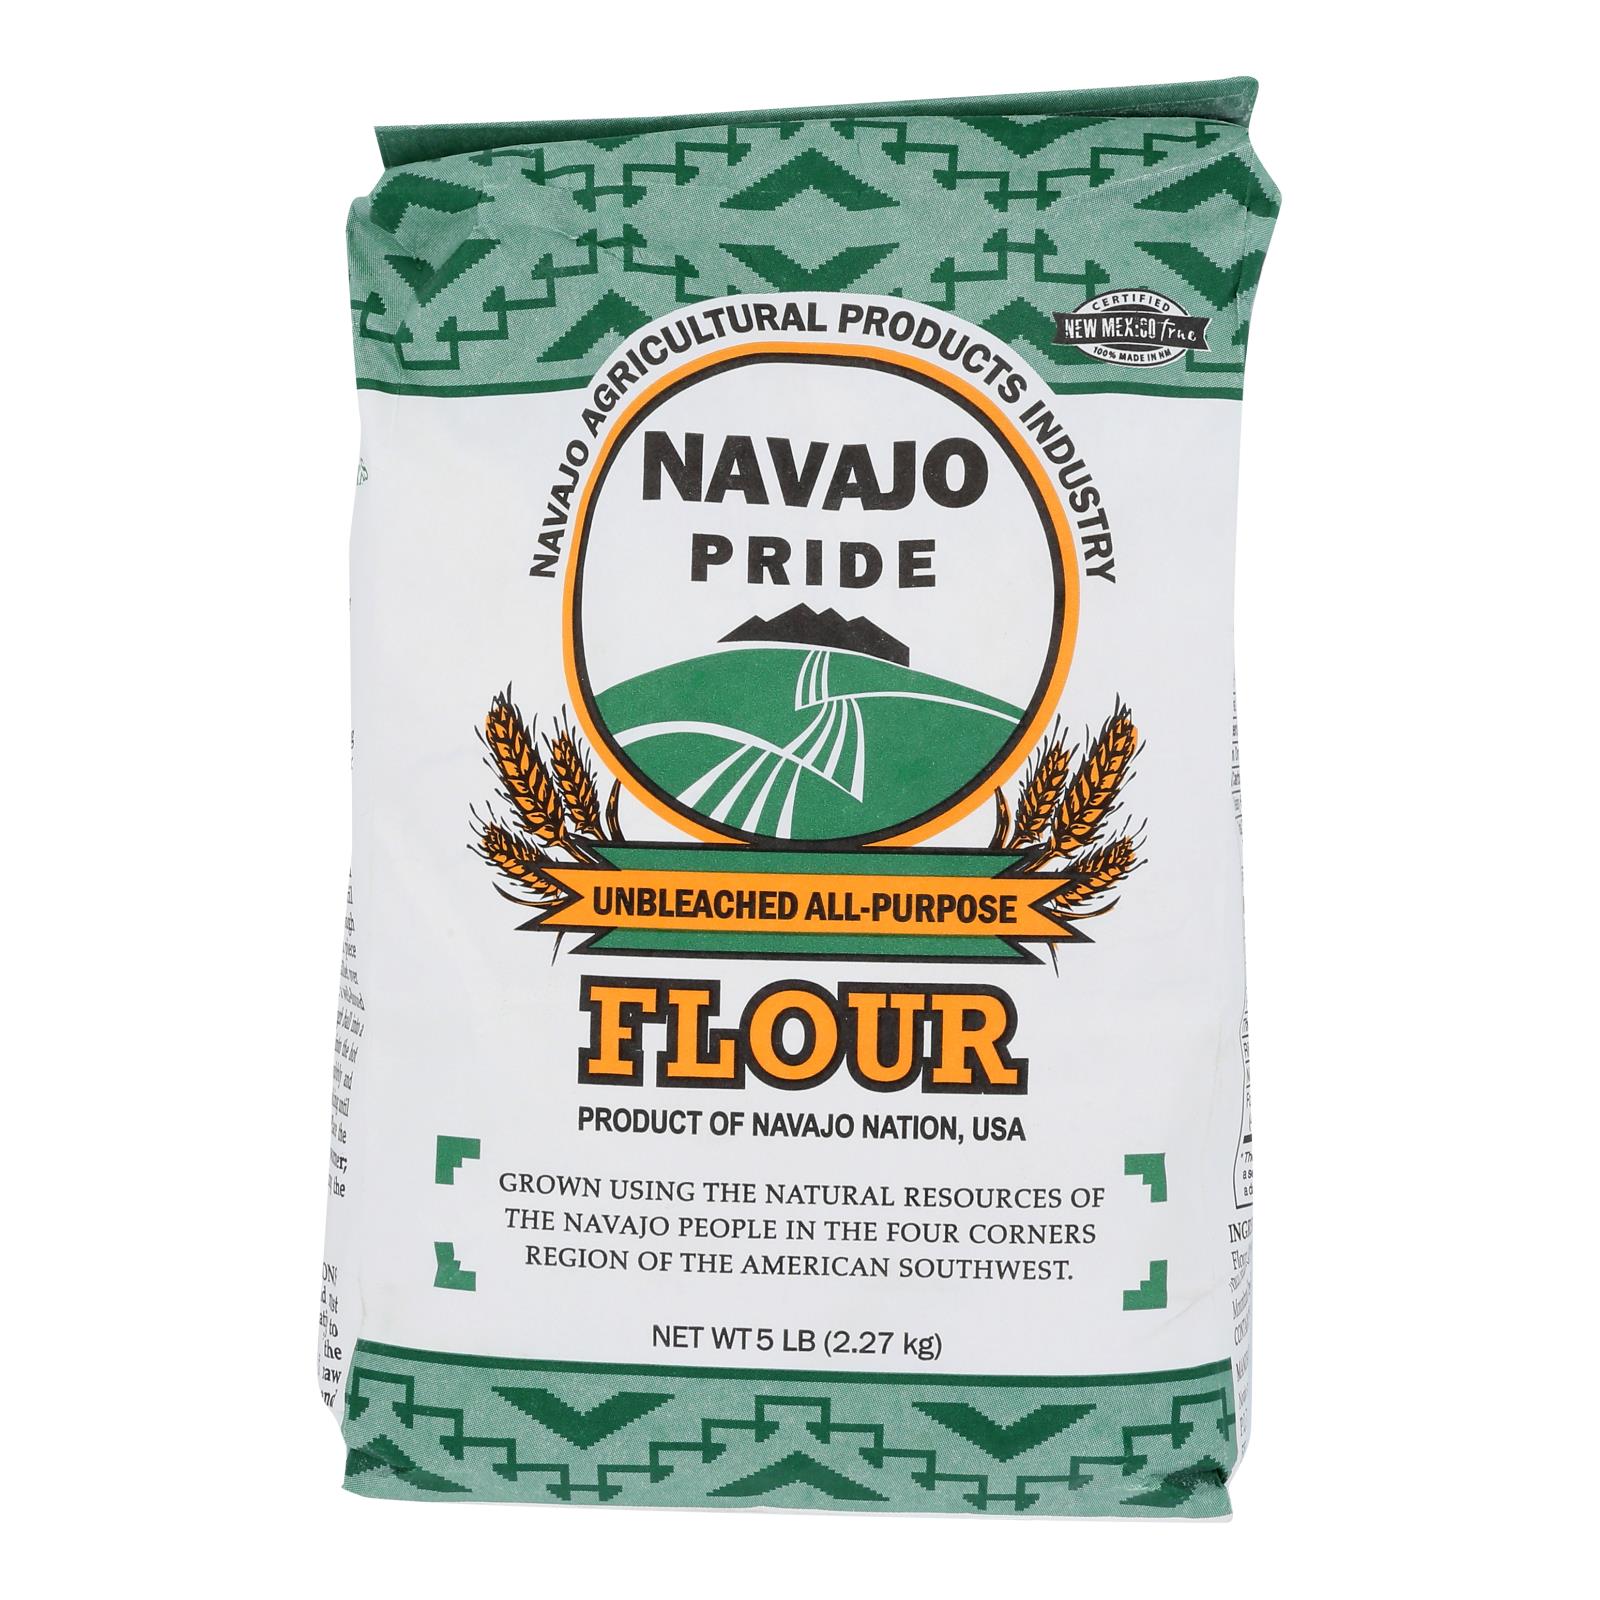 CERTIFIED
NEW MEXICO True
100% MADE IN NM
NAVAJO AGRICULTURAL PRODUCTS INDUSTRY
NAVAJO
PRIDE
UNBLEACHED ALL-PURPOSE
FLOUR
PRODUCT OF NAVAJO NATION, USA
GROWN USING THE NATURAL RESOURCES OF
THE NAVAJO PEOPLE IN THE FOUR CORNERS
REGION OF THE AMERICAN SOUTHWEST.
NET WT 5 LB (2.27 kg)